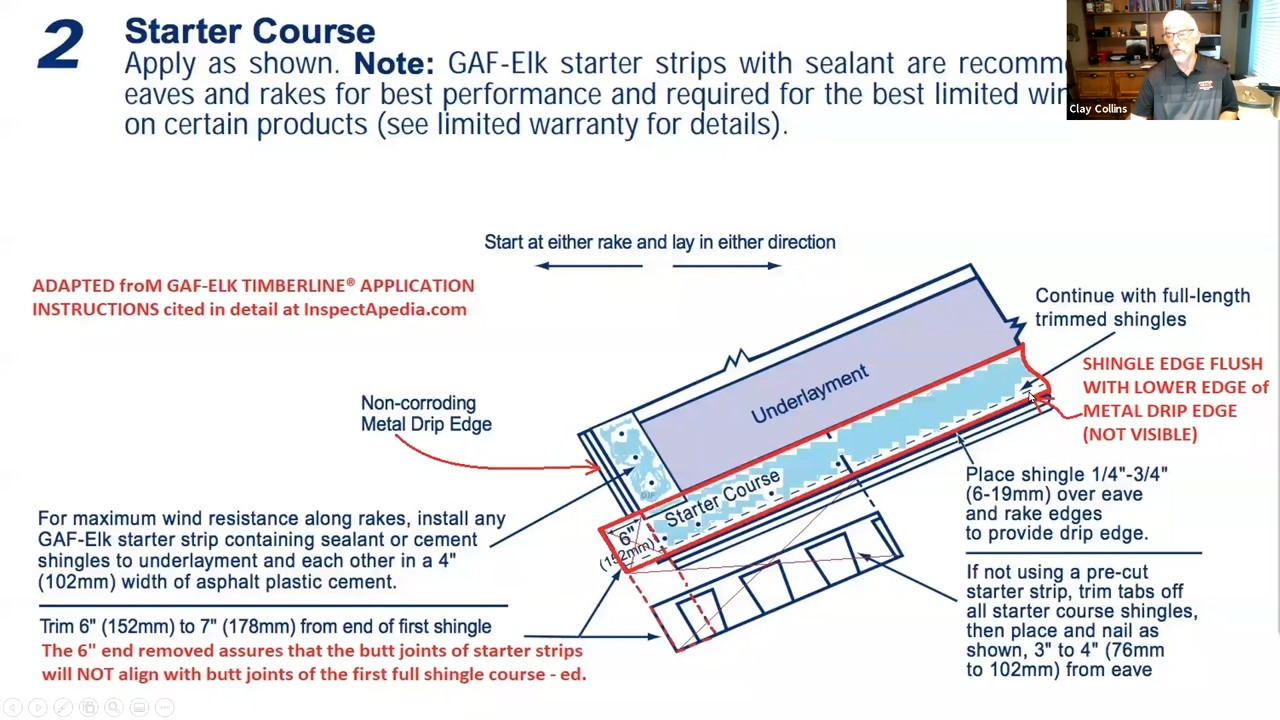 2
Starter Course
Apply as shown. Note: GAF-Elk starter strips with sealant are
eaves and rakes for best performance and required for the best limited
on certain products (see limited warranty for details).
Clay Collins
Start at either rake and lay in either direction
ADAPTED froM GAF-ELK TIMBERLINE® APPLICATION
INSTRUCTIONS cited in detail at InspectApedia.com
Continue with full-length
trimmed shingles
SHINGLE EDGE FLUSH
WITH LOWER EDGE of
METAL DRIP EDGE
(NOT VISIBLE)
Non-corroding
Metal Drip Edge
Underlayment
Starter Course
6"
(152mm)
Place shingle 1/4"-3/4"
(6-19mm) over eave
and rake edges
to provide drip edge.
For maximum wind resistance along rakes, install any
GAF-Elk starter strip containing sealant or cement
shingles to underlayment and each other in a 4"
(102mm) width of asphalt plastic cement.
If not using a pre-cut
starter strip, trim tabs off
all starter course shingles,
then place and nail as
shown, 3" to 4" (76mm
to 102mm) from eave
Trim 6" (152mm) to 7" (178mm) from end of first shingle
The 6" end removed assures that the butt joints of starter strips
will NOT align with butt joints of the first full shingle course - ed.